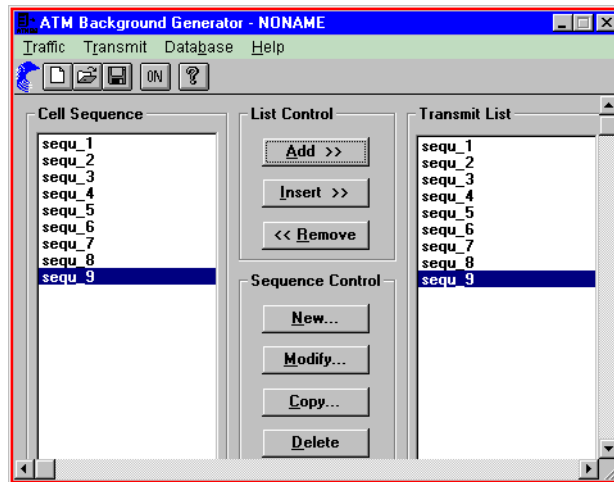 ATM Background Generator - NONAME
Traffic Transmit Database Help
ON ?
Cell Sequence
sequ_1
sequ_2
sequ_3
sequ_4
sequ_5
sequ_6
sequ_7
sequ_8
sequ_9
List Control
Add >>
Insert >>
<< Remove
Sequence Control
New...
Modify...
Copy...
Delete
Transmit List
sequ_1
sequ_2
sequ_3
sequ_4
sequ_5
sequ_6
sequ_7
sequ_8
sequ_9